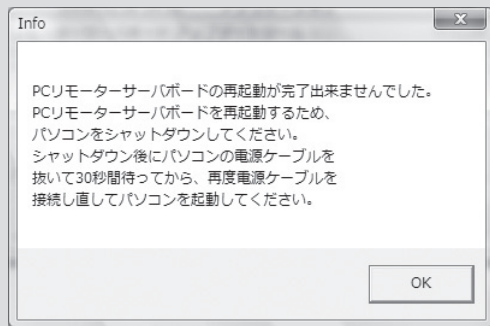 Info
PCリモーターサーバボードの再起動が完了出来ませんでした。
PCリモーターサーバボードを再起動するため、
パソコンをシャットダウンしてください。
シャットダウン後にパソコンの電源ケーブルを
抜いて30秒間待ってから、再度電源ケーブルを
接続し直してパソコンを起動してください。
OK